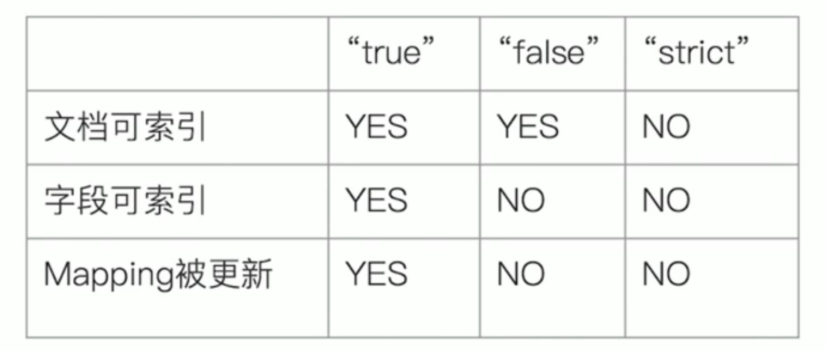 “true” “false” “strict”
文档可索引 YES YES NO
字段可索引 YES NO NO
Mapping被更新 YES NO NO